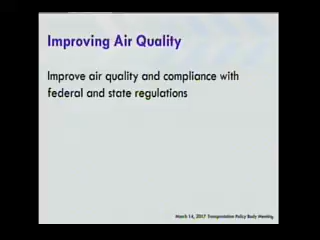 Improving Air Quality
Improve air quality and compliance with
federal and state regulations
March 14, 2017 Transportation Policy Body Meeting